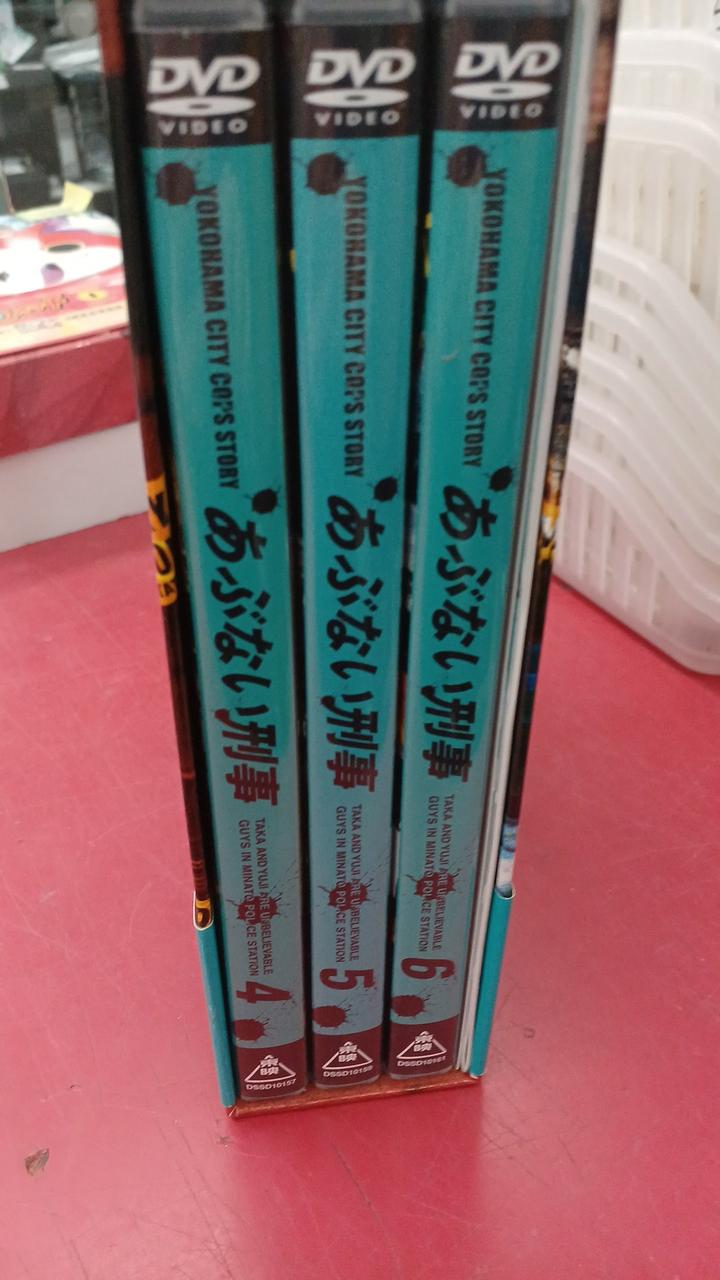 DVD
VIDEO
YOKOHAMA CITY COP'S STORY
あぶない刑事
TAKA AND YUJI ARE UNBELIEVABLE
GUYS IN MINATO POLICE STATION
4
東映
DSSD10157
DVD
VIDEO
YOKOHAMA CITY COP'S STORY
あぶない刑事
TAKA AND YUJI ARE UNBELIEVABLE
GUYS IN MINATO POLICE STATION
5
東映
DSSD10159
DVD
VIDEO
YOKOHAMA CITY COP'S STORY
あぶない刑事
TAKA AND YUJI ARE UNBELIEVABLE
GUYS IN MINATO POLICE STATION
6
東映
DSSD10161